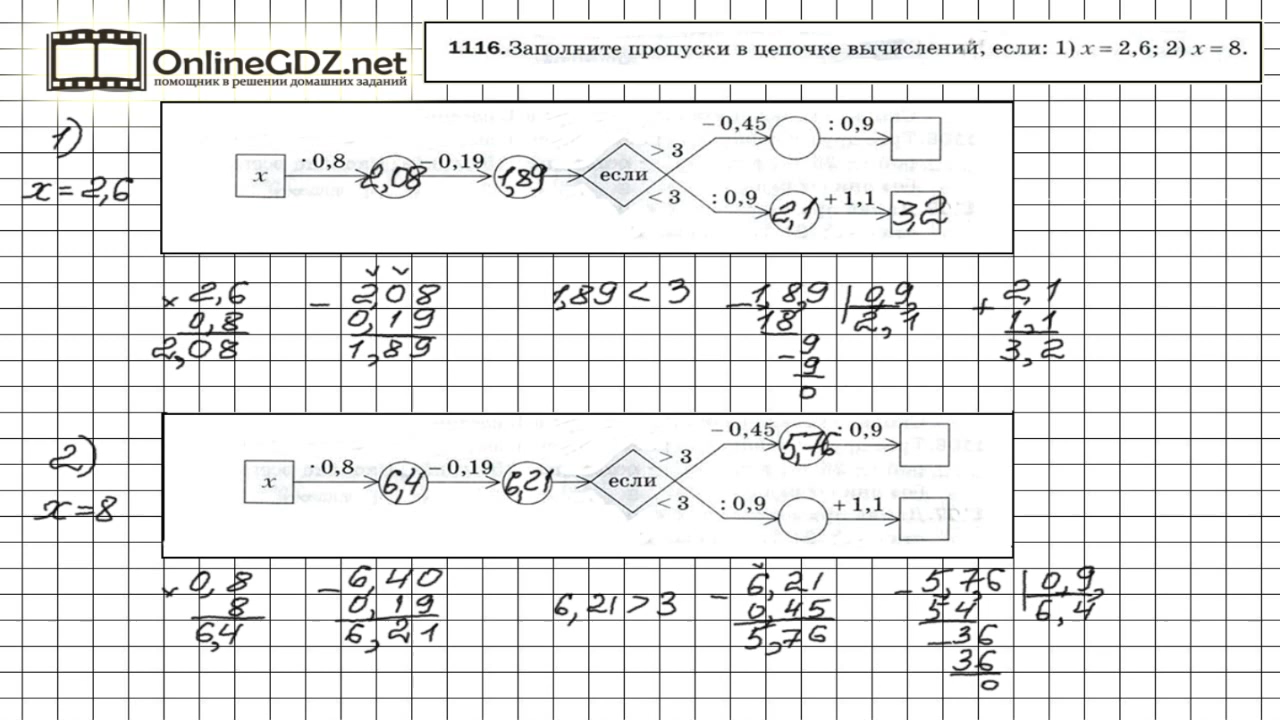 OnlineGDZ.net
помощник в решении домашних заданий
1116. Заполните пропуски в цепочке вычислений, если: 1) x = 2,6; 2) x = 8.
1)
x = 2,6
x · 0,8 2,08 − 0,19 1,89 если > 3 − 0,45 : 0,9
< 3 : 0,9 2,1 + 1,1 3,2
× 2,6
0,8
2,08
− 2,08
0,19
1,89
1,89 < 3
− 1,8,9 | 0,9,
18 2,1
− 9
9
0
+ 2,1
1,1
3,2
2)
x = 8
x · 0,8 6,4 − 0,19 6,21 если > 3 − 0,45 5,76 : 0,9
< 3 : 0,9 + 1,1
× 0,8
8
6,4
− 6,40
0,19
6,21
6,21 > 3
− 6,21
0,45
5,76
− 5,7,6 | 0,9,
54 6,4
− 36
36
0